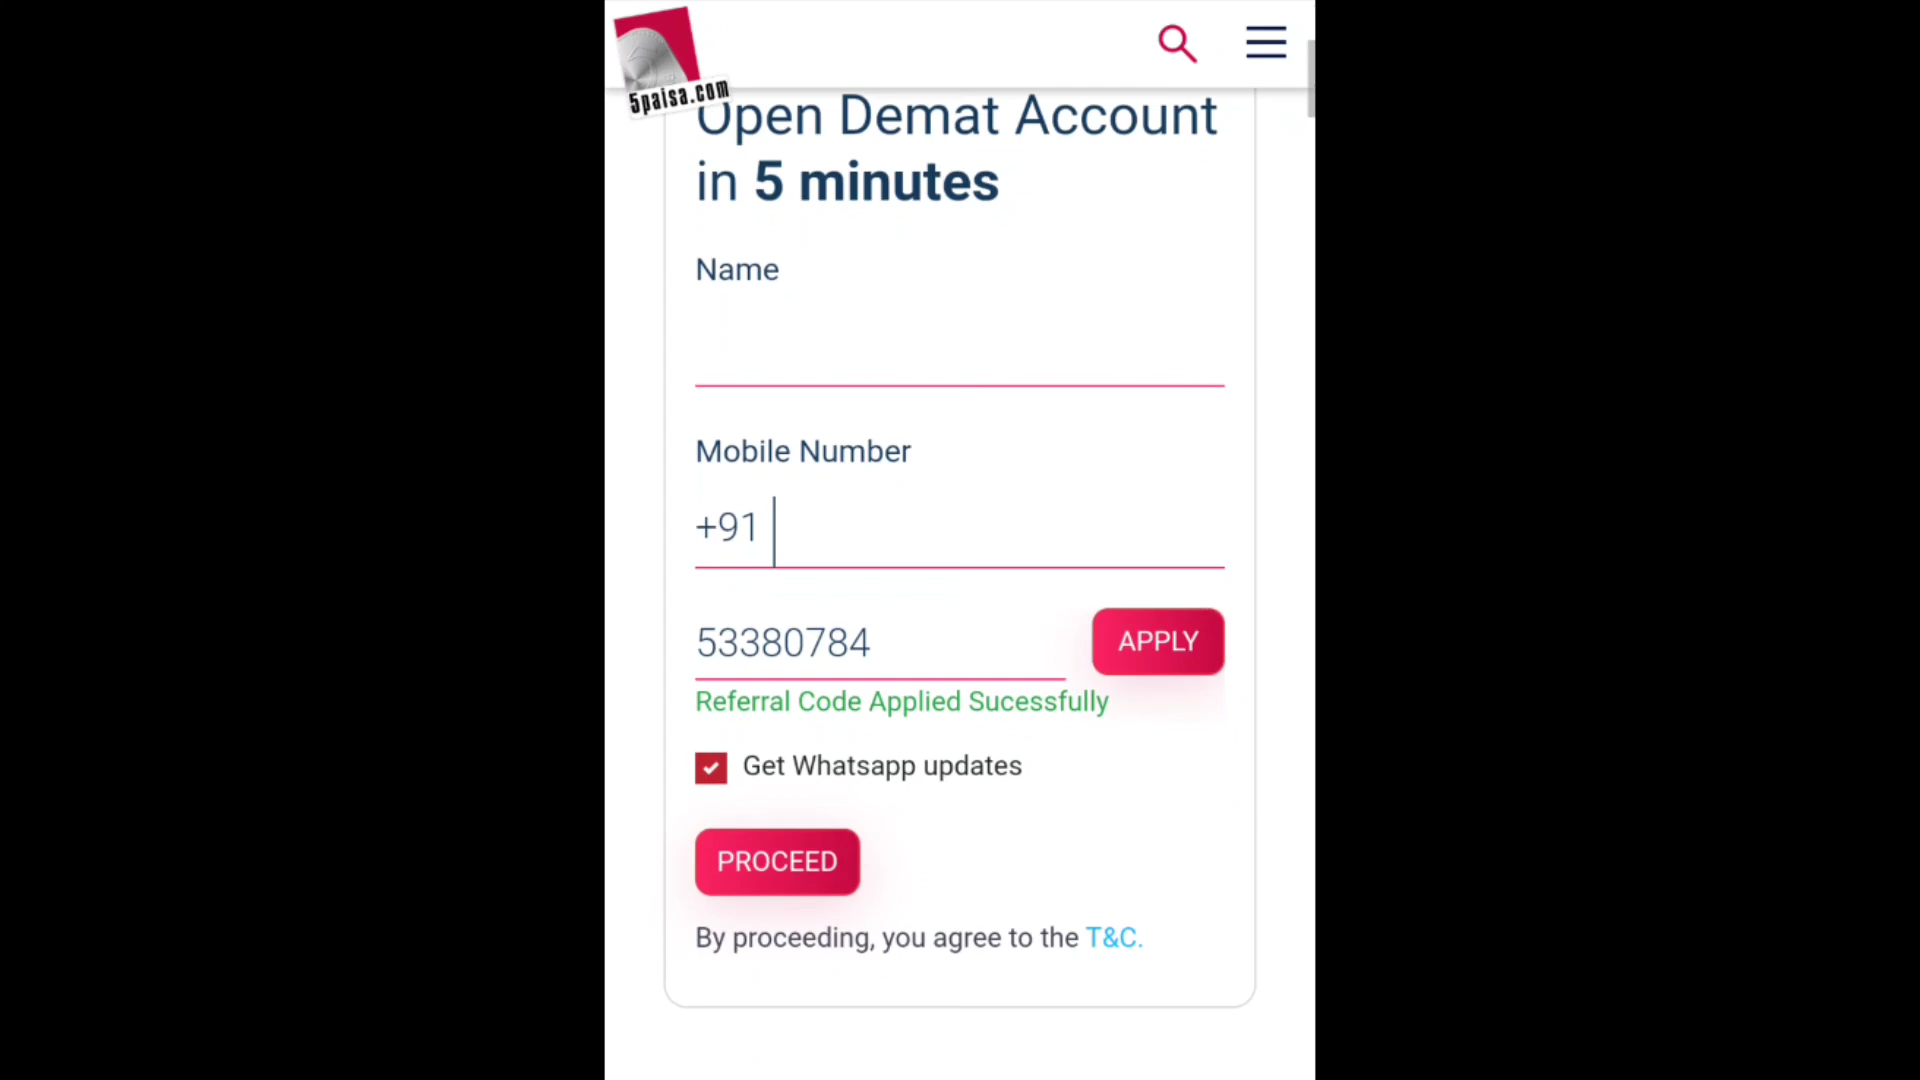 5paisa.com
Open Demat Account
in 5 minutes
Name
Mobile Number
+91
53380784
APPLY
Referral Code Applied Sucessfully
Get Whatsapp updates
PROCEED
By proceeding, you agree to the T&C.